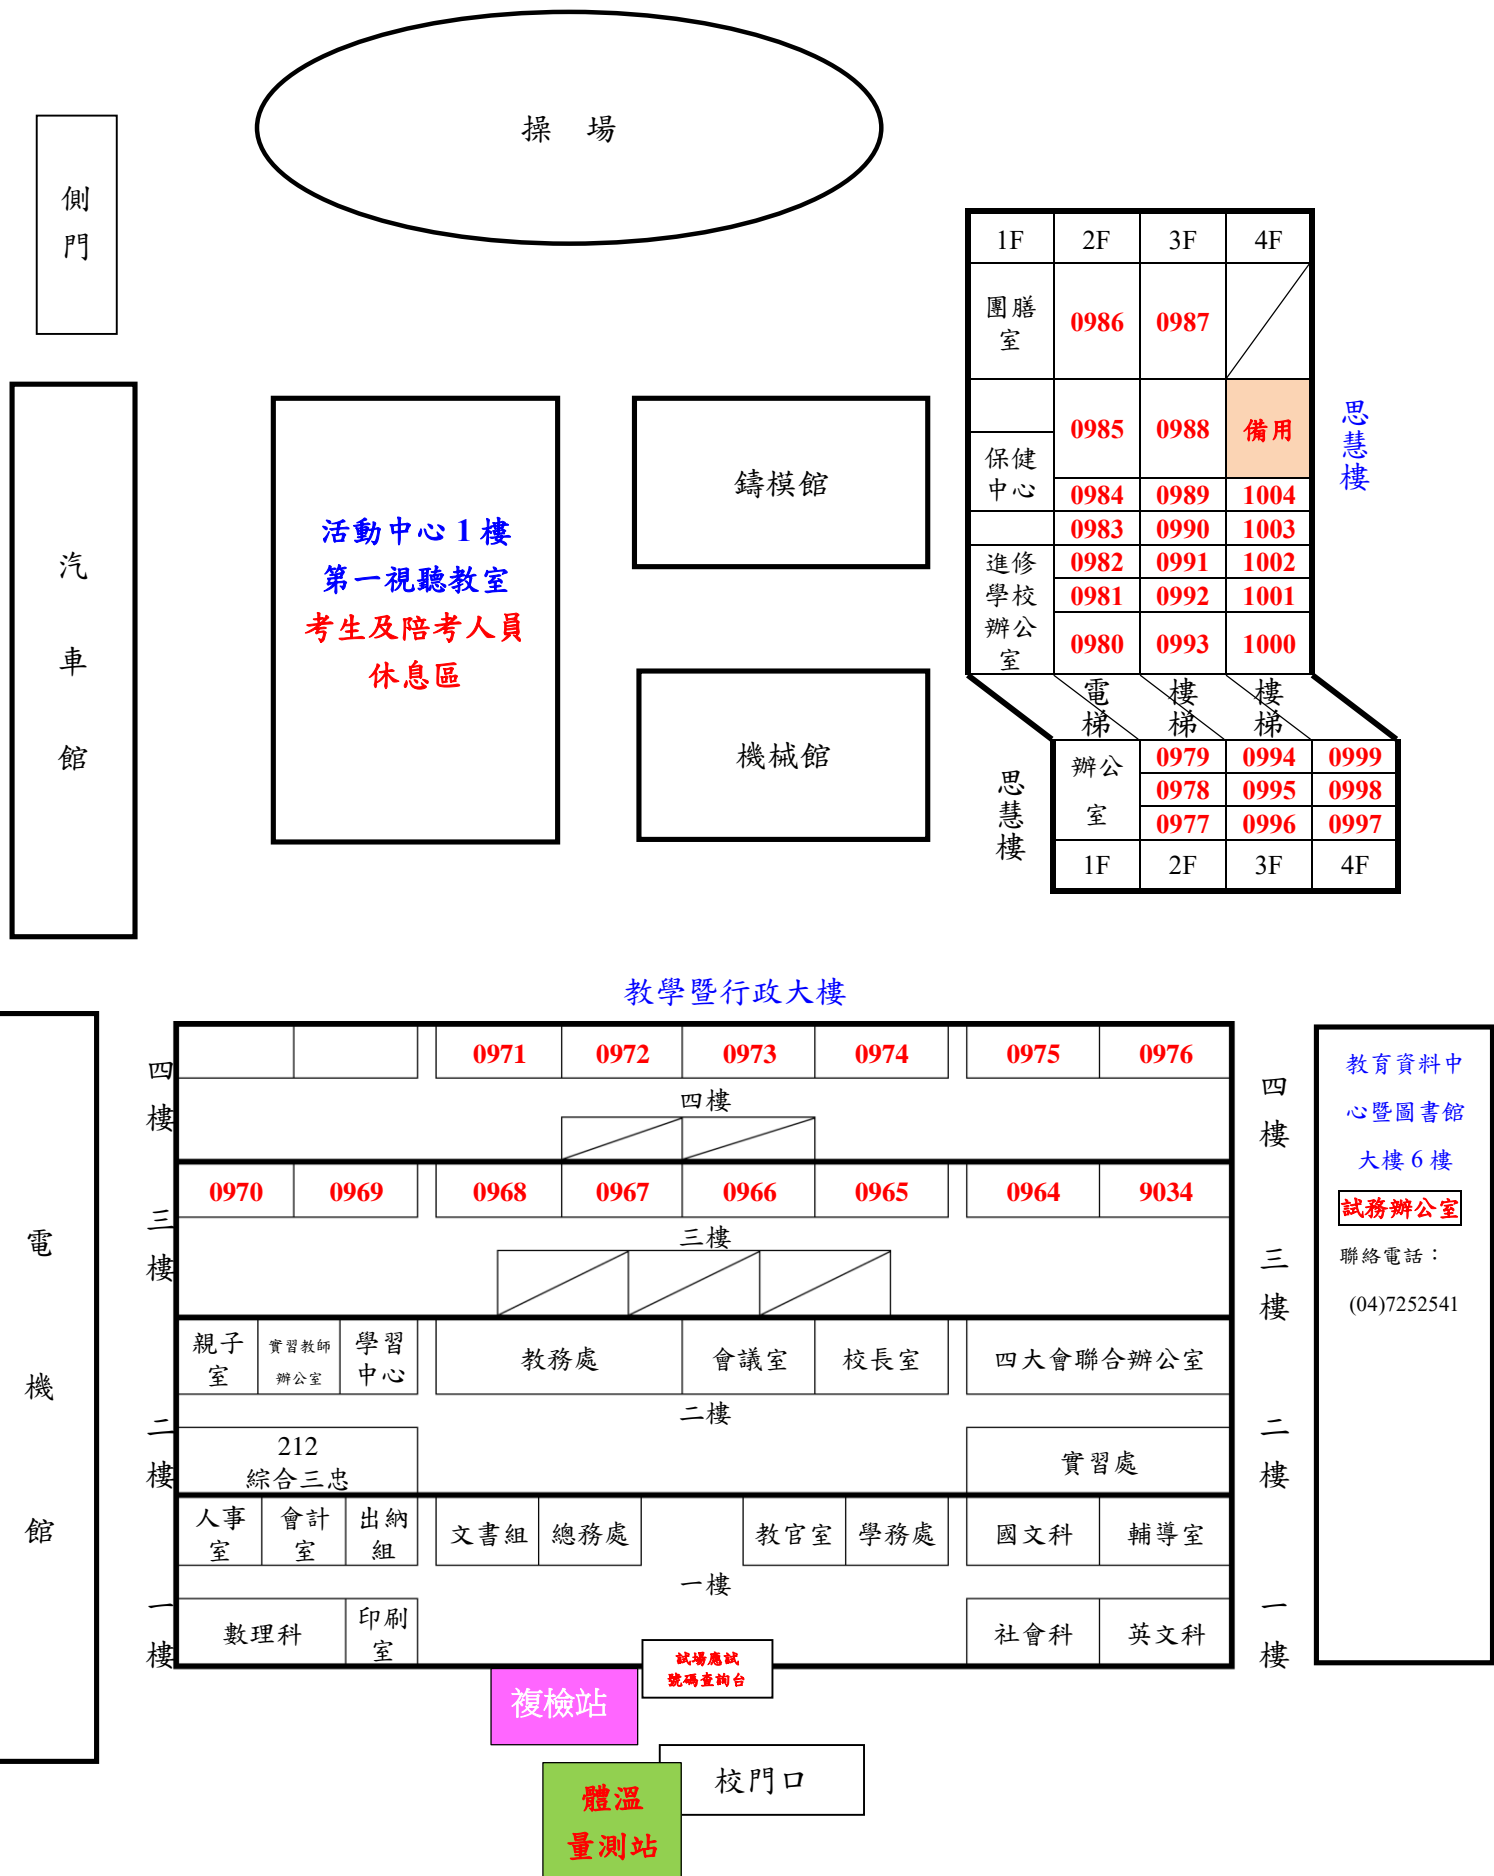 操 場
側
門
1F 2F 3F 4F
團膳
室
0986 0987
0985 0988 備用
保健
中心
0984 0989 1004
0983 0990 1003
進修
學校
辦公
室
0982 0991 1002
0981 0992 1001
0980 0993 1000
思
慧
樓
電
梯
樓
梯
樓
梯
辦公
室
0979 0994 0999
0978 0995 0998
0977 0996 0997
1F 2F 3F 4F
思
慧
樓
汽
車
館
活動中心 1 樓
第一視聽教室
考生及陪考人員
休息區
鑄模館
機械館
教學暨行政大樓
電
機
館
四
樓
0971 0972 0973 0974 0975 0976
四樓
四
樓
三
樓
0970 0969 0968 0967 0966 0965 0964 9034
三樓
三
樓
二
樓
親子
室
實習教師
辦公室
學習
中心
教務處 會議室 校長室 四大會聯合辦公室
二樓
212
綜合三忠
實習處
二
樓
一
樓
人事
室
會計
室
出納
組
文書組 總務處 教官室 學務處 國文科 輔導室
一樓
數理科
印刷
室
社會科 英文科
一
樓
教育資料中
心暨圖書館
大樓 6 樓
試務辦公室
聯絡電話：
(04)7252541
試場應試
號碼查詢台
複檢站
校門口
體溫
量測站